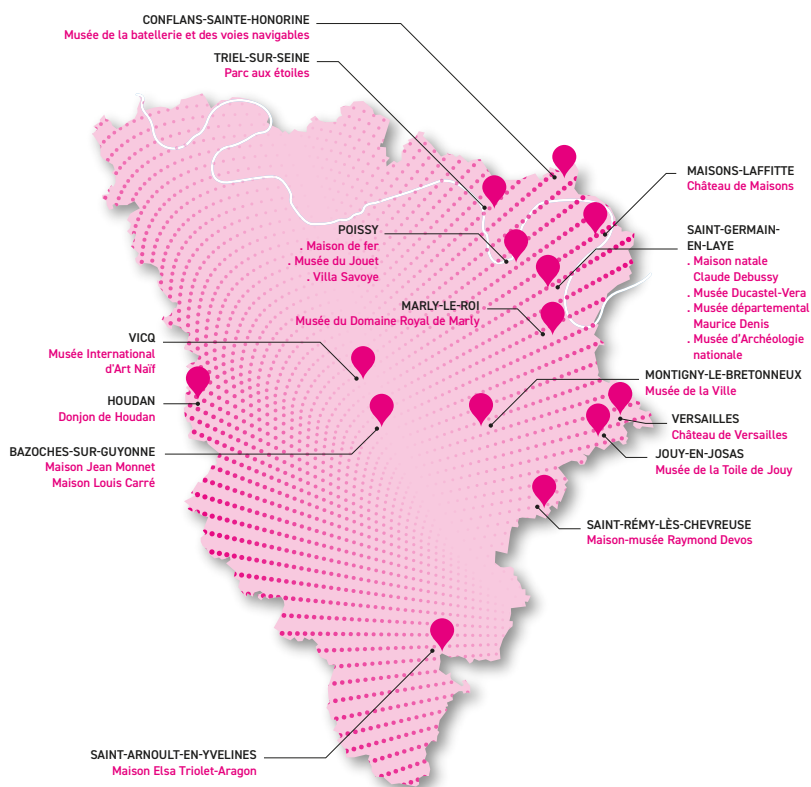 CONFLANS-SAINTE-HONORINE
Musée de la batellerie et des voies navigables
TRIEL-SUR-SEINE
Parc aux étoiles
MAISONS-LAFFITTE
Château de Maisons
POISSY
. Maison de fer
. Musée du Jouet
. Villa Savoye
SAINT-GERMAIN-
EN-LAYE
. Maison natale
Claude Debussy
. Musée Ducastel-Vera
. Musée départemental
Maurice Denis
. Musée d'Archéologie
nationale
MARLY-LE-ROI
Musée du Domaine Royal de Marly
VICQ
Musée International
d'Art Naïf
HOUDAN
Donjon de Houdan
MONTIGNY-LE-BRETONNEUX
Musée de la Ville
VERSAILLES
Château de Versailles
BAZOCHES-SUR-GUYONNE
Maison Jean Monnet
Maison Louis Carré
JOUY-EN-JOSAS
Musée de la Toile de Jouy
SAINT-RÉMY-LÈS-CHEVREUSE
Maison-musée Raymond Devos
SAINT-ARNOULT-EN-YVELINES
Maison Elsa Triolet-Aragon